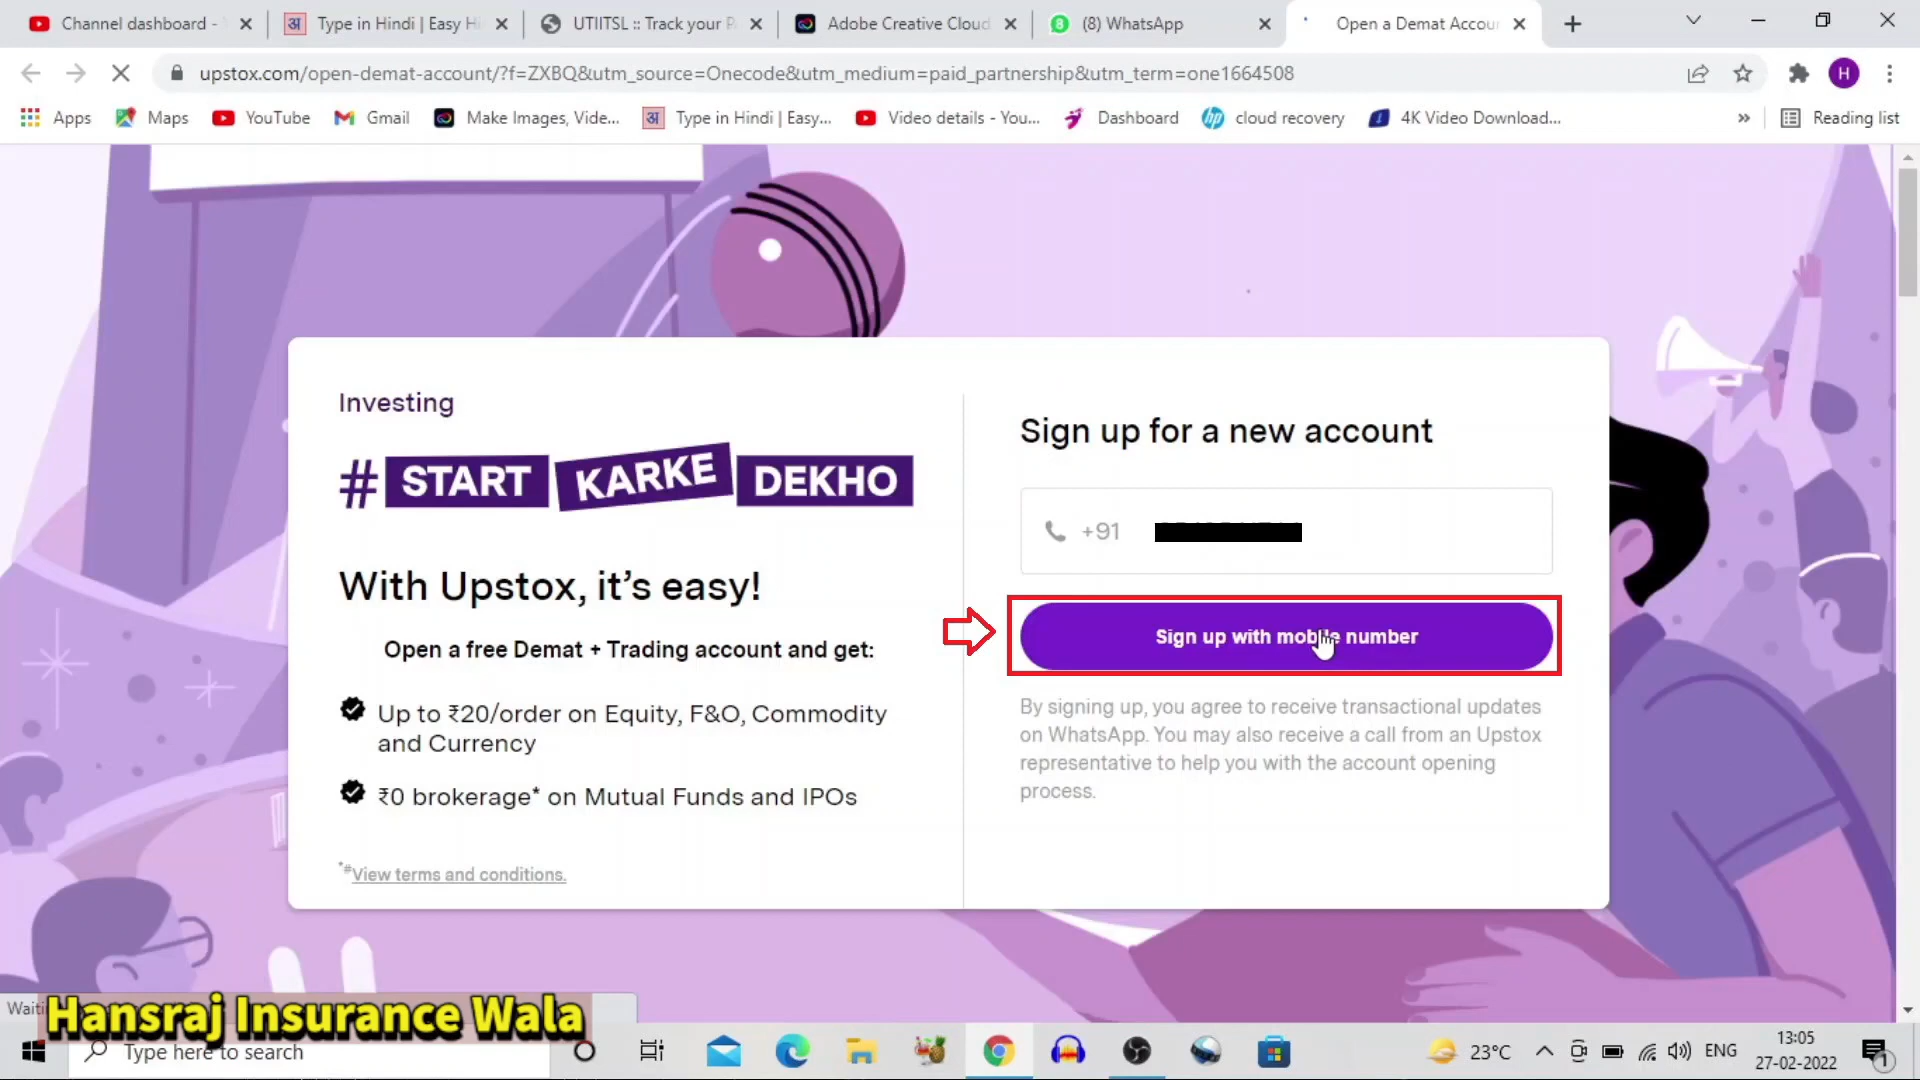 Channel dashboard -
Type in Hindi | Easy Hi
UTIITSL :: Track your P
Adobe Creative Cloud
(8) WhatsApp
Open a Demat Accou
upstox.com/open-demat-account/?f=ZXBQ&utm_source=Onecode&utm_medium=paid_partnership&utm_term=one1664508
H
Apps
Maps
YouTube
Gmail
Make Images, Vide...
अ
Type in Hindi | Easy...
Video details - You...
Dashboard
hp
cloud recovery
4K Video Download...
»
Reading list
Investing
# START KARKE DEKHO
With Upstox, it's easy!
Open a free Demat + Trading account and get:
Up to ₹20/order on Equity, F&O, Commodity
and Currency
₹0 brokerage* on Mutual Funds and IPOs
*#View terms and conditions.
Sign up for a new account
+91
Sign up with mobile number
By signing up, you agree to receive transactional updates
on WhatsApp. You may also receive a call from an Upstox
representative to help you with the account opening
process.
Waiti
Hansraj Insurance Wala
Type here to search
23°C
ENG
13:05
27-02-2022
1